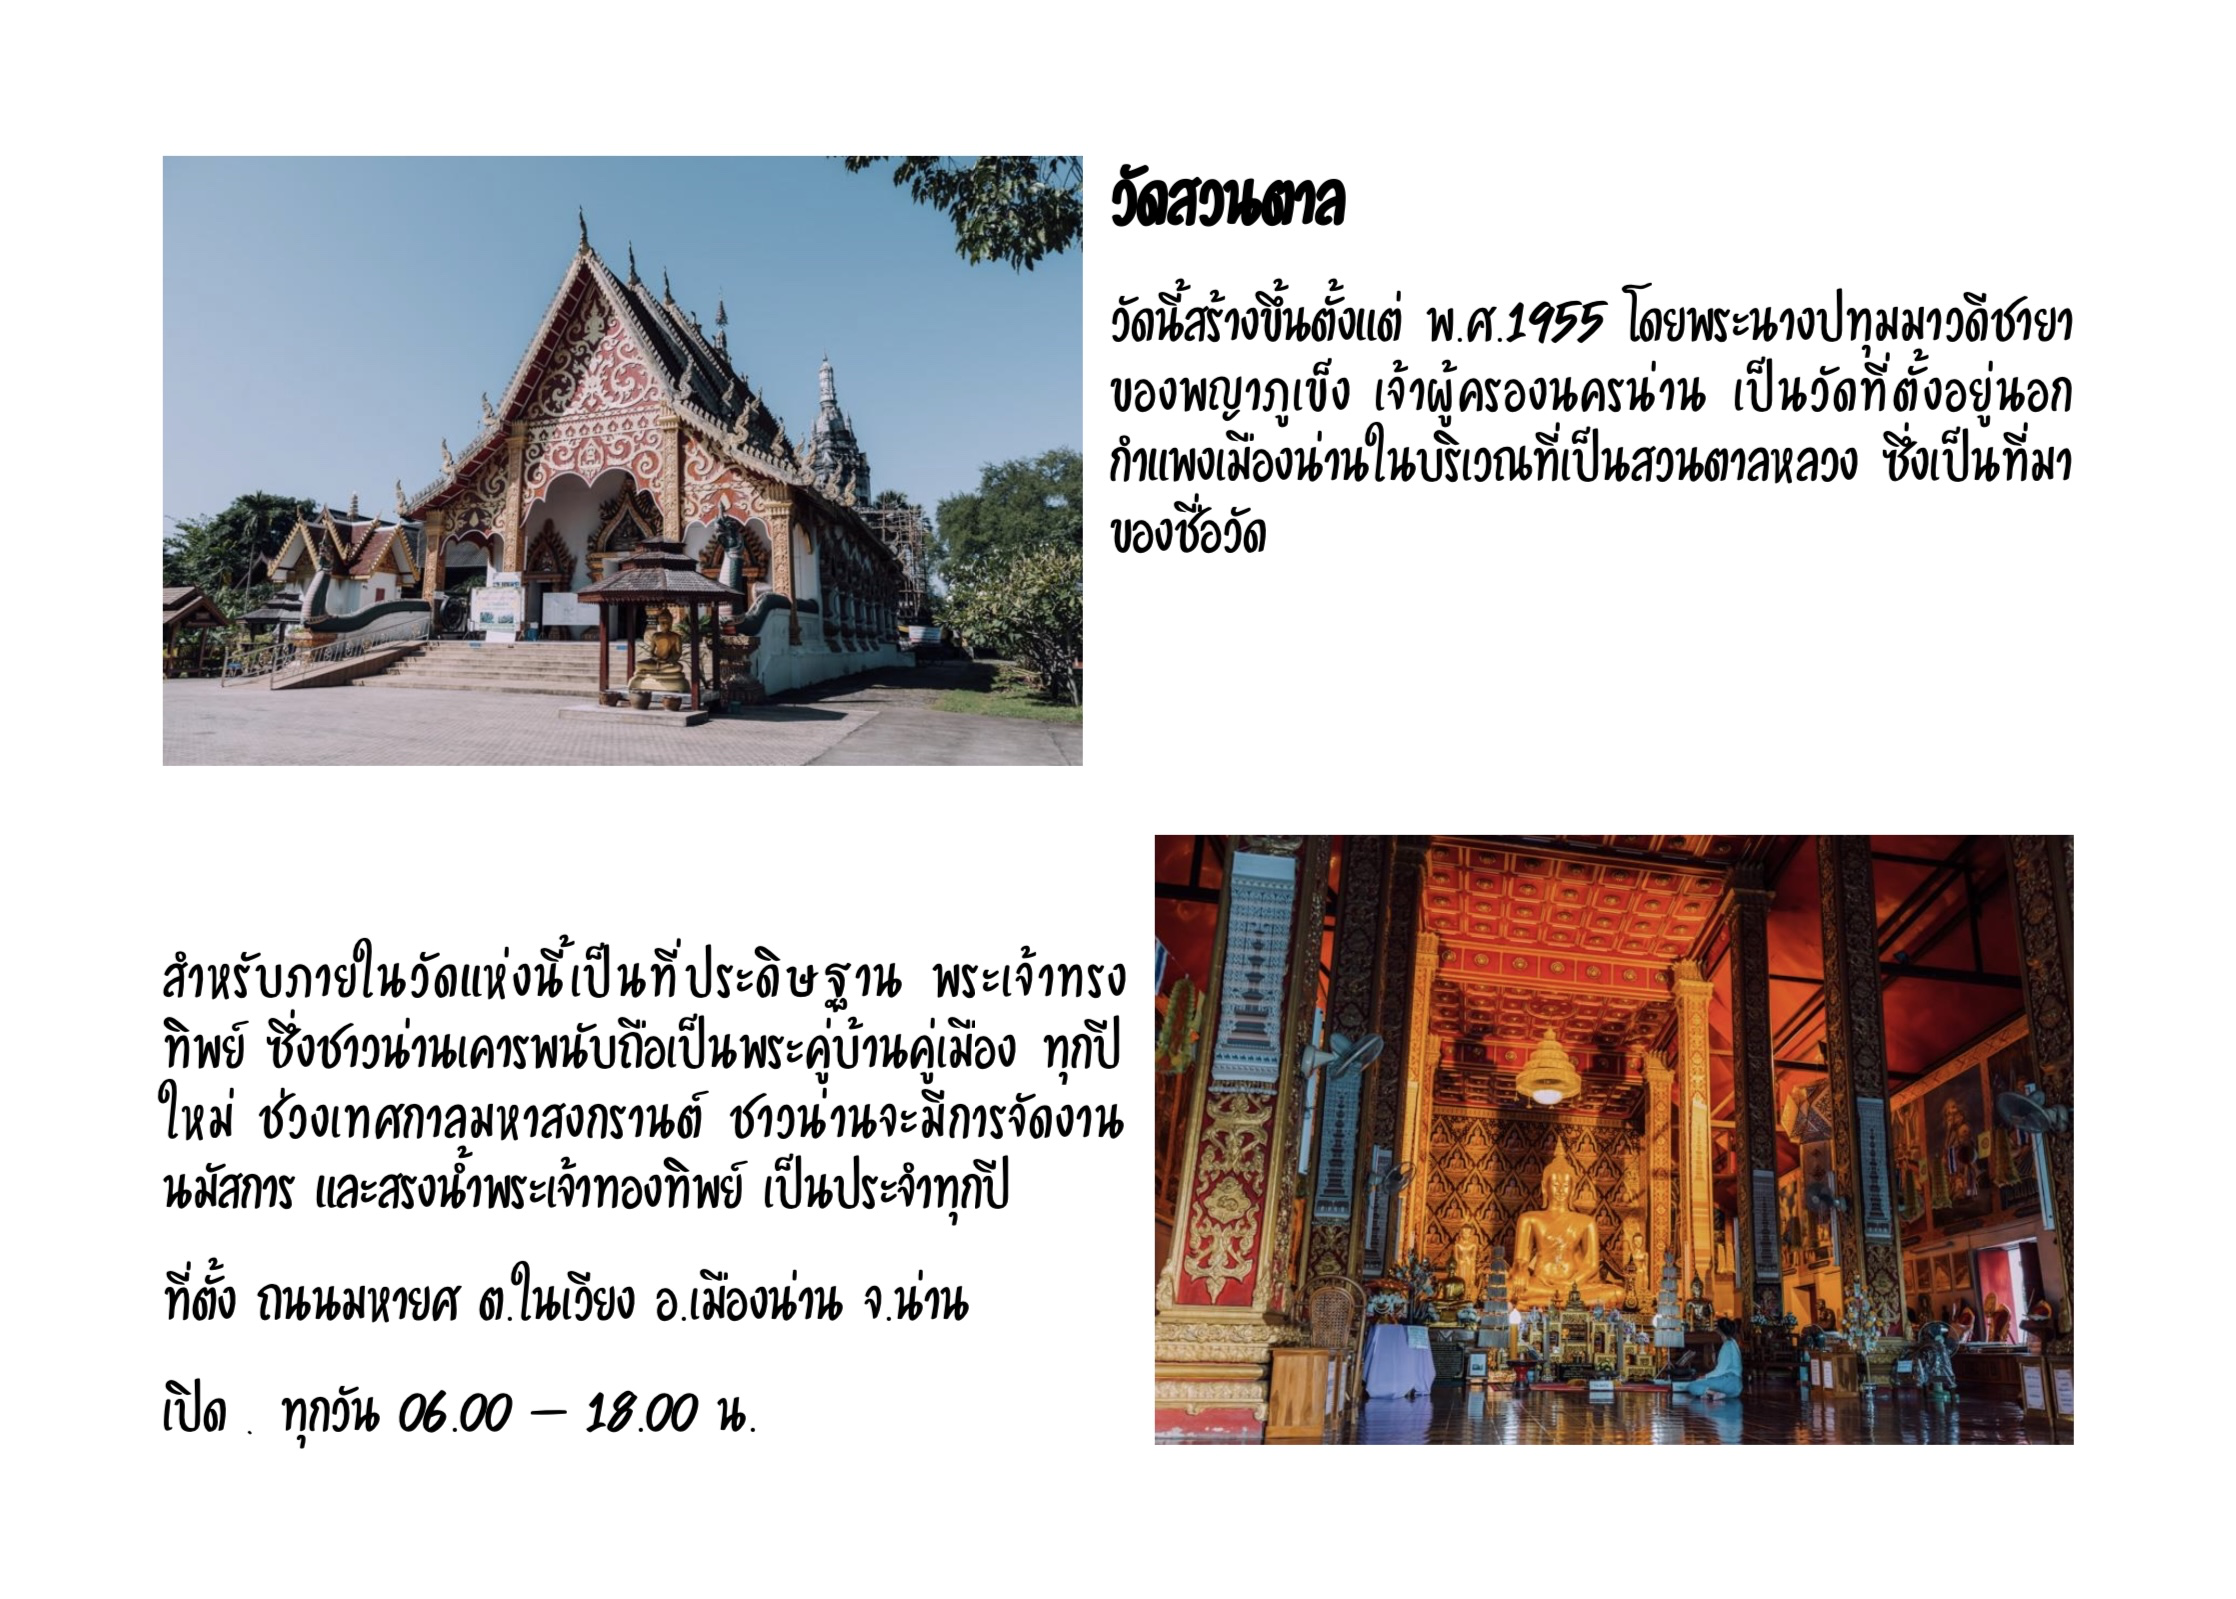 วัดสวนตาล
วัดนี้สร้างขึ้นตั้งแต่ พ.ศ.1955 โดยพระนางปทุมมาวดีชายา
ของพญาภูเข็ง เจ้าผู้ครองนครน่าน เป็นวัดที่ตั้งอยู่นอก
กำแพงเมืองน่านในบริเวณที่เป็นสวนตาลหลวง ซึ่งเป็นที่มา
ของชื่อวัด
สำหรับภายในวัดแห่งนี้เป็นที่ประดิษฐาน พระเจ้าทรง
ทิพย์ ซึ่งชาวน่านเคารพนับถือเป็นพระคู่บ้านคู่เมือง ทุกปี
ใหม่ ช่วงเทศกาลมหาสงกรานต์ ชาวน่านจะมีการจัดงาน
นมัสการ และสรงน้ำพระเจ้าทองทิพย์ เป็นประจำทุกปี
ที่ตั้ง ถนนมหายศ ต.ในเวียง อ.เมืองน่าน จ.น่าน
เปิด . ทุกวัน 06.00 – 18.00 น.